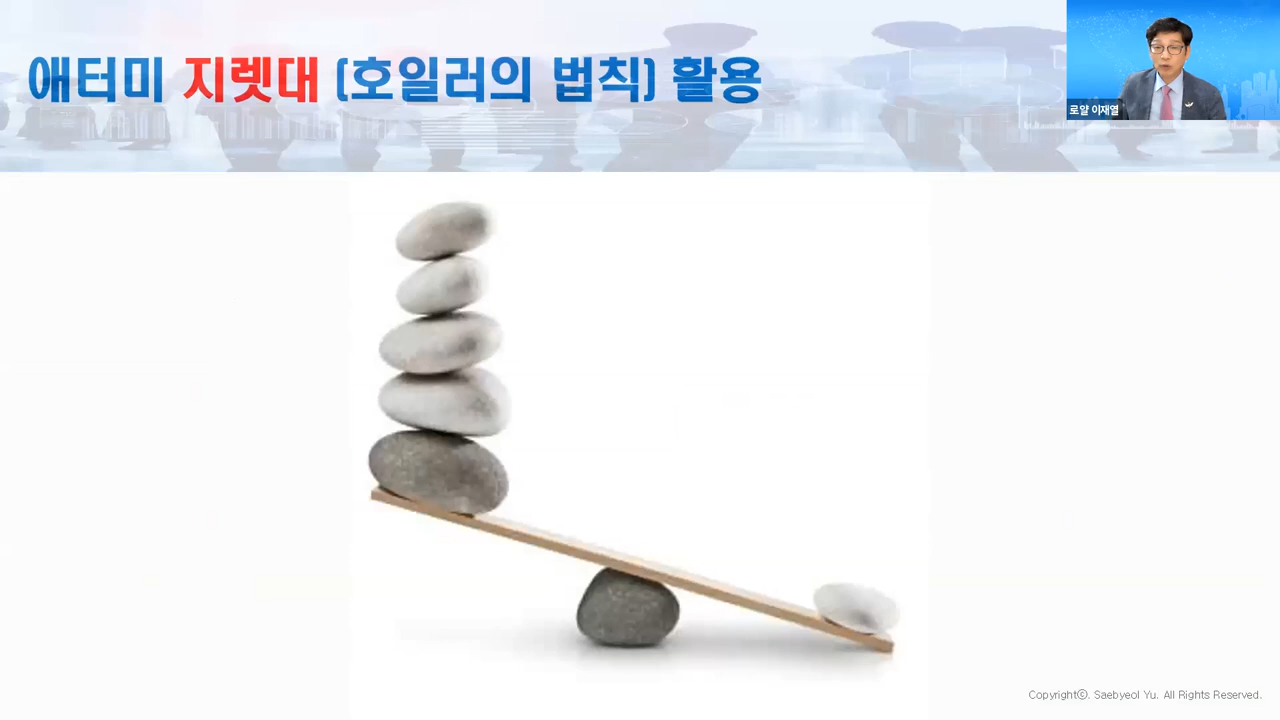 애터미 지렛대 (호일러의 법칙) 활용
로얄 이재열
Copyrightⓒ. Saebyeol Yu. All Rights Reserved.